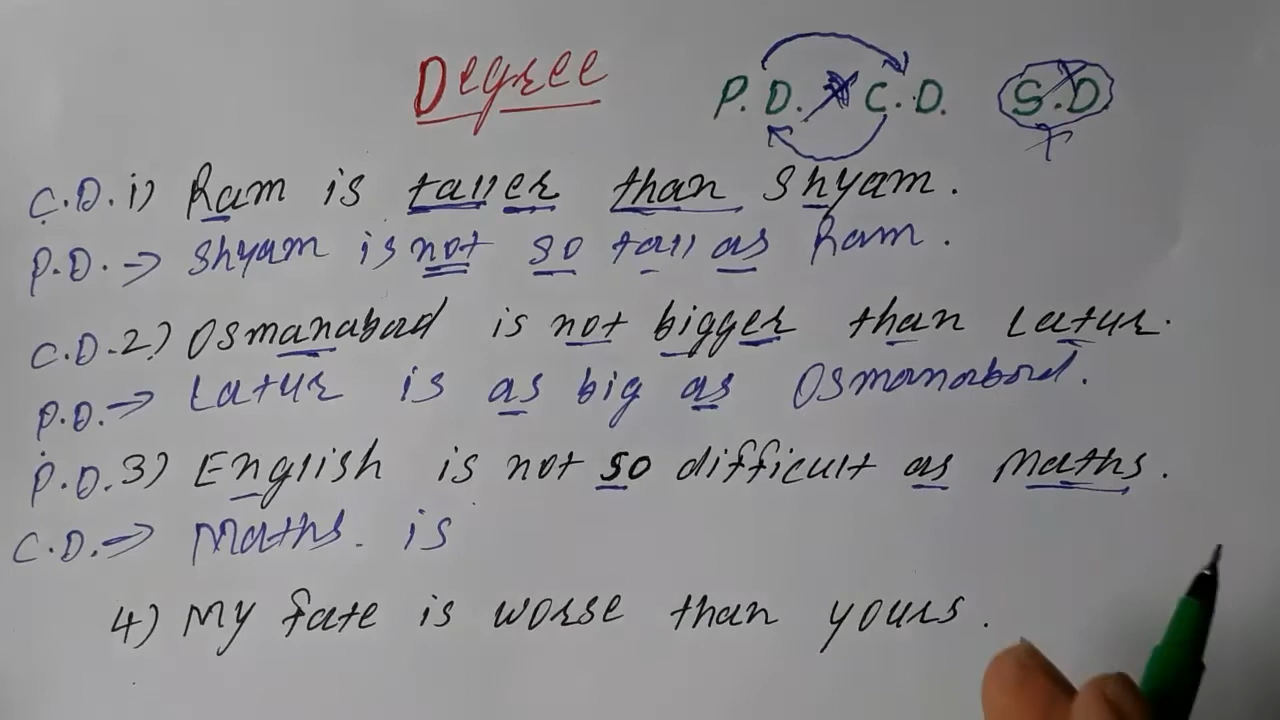 Degree P.D. C.D. S.D
C.D. 1) Ram is taller than Shyam.
P.D. → Shyam is not so tall as Ram.
C.D. 2) Osmanabad is not bigger than Latur.
P.D. → Latur is as big as Osmanabad.
P.D. 3) English is not so difficult as Maths.
C.D. → Maths. is
4) My fate is worse than yours.